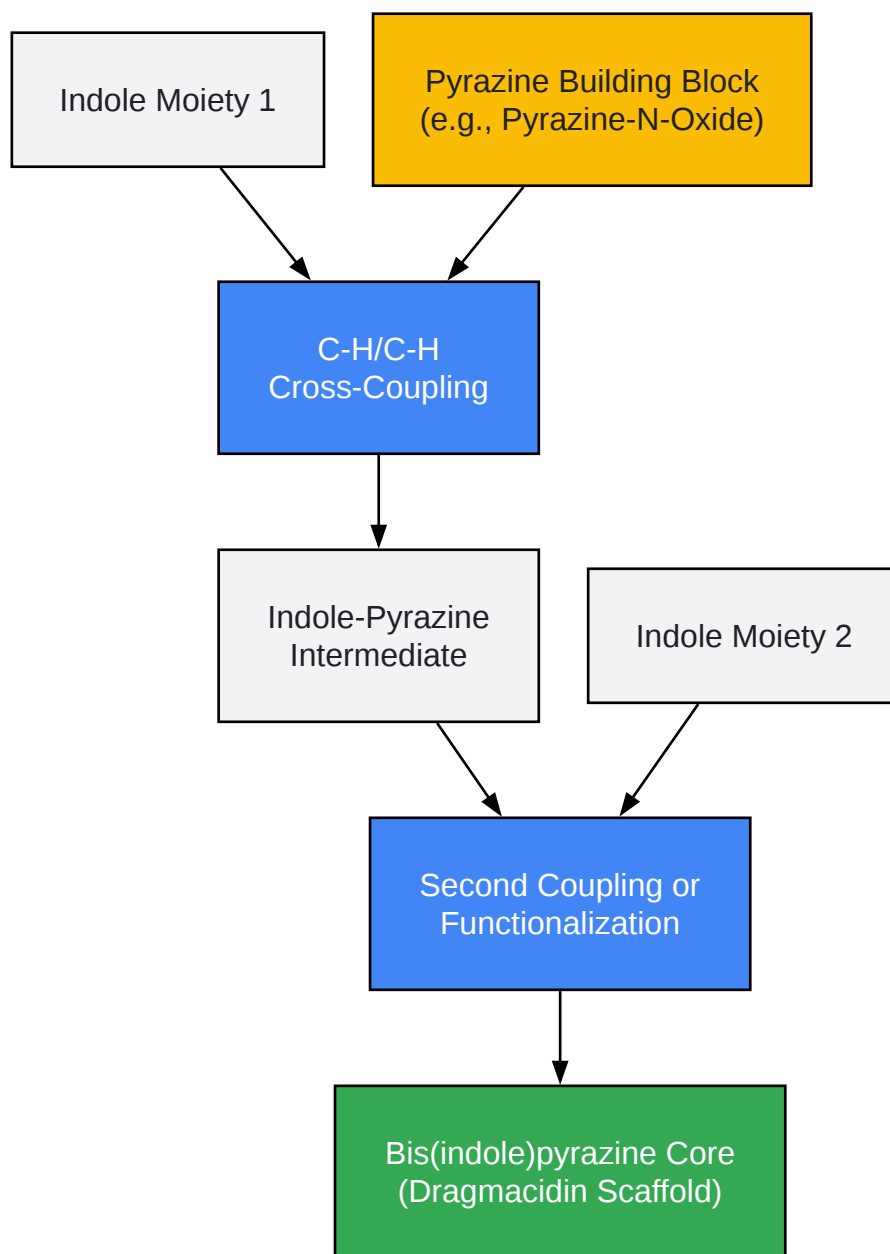 Indole Moiety 1
Pyrazine Building Block
(e.g., Pyrazine-N-Oxide)
C-H/C-H
Cross-Coupling
Indole-Pyrazine
Intermediate
Indole Moiety 2
Second Coupling or
Functionalization
Bis(indole)pyrazine Core
(Dragmacidin Scaffold)